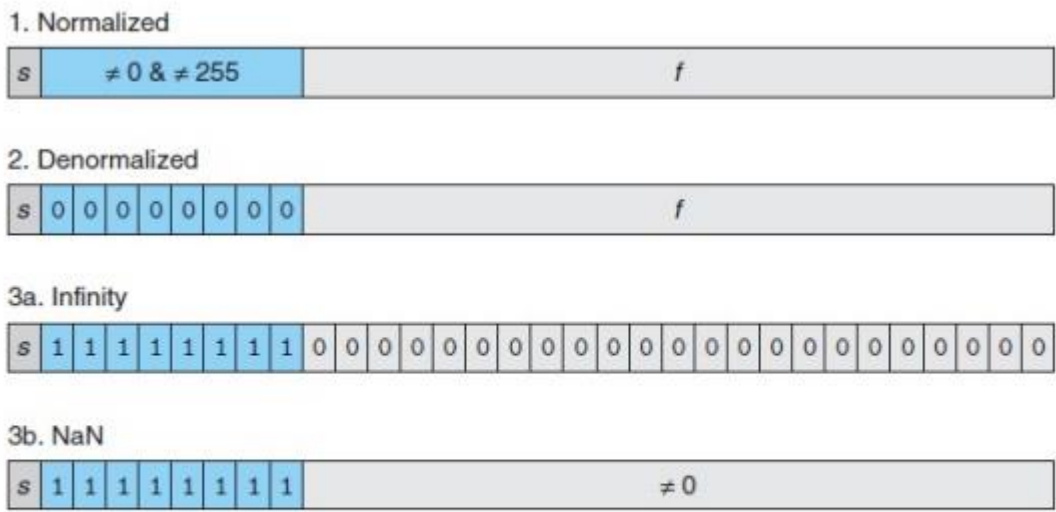 1. Normalized
s ≠ 0 & ≠ 255 f
2. Denormalized
s 0 0 0 0 0 0 0 0 f
3a. Infinity
s 1 1 1 1 1 1 1 1 0 0 0 0 0 0 0 0 0 0 0 0 0 0 0 0 0 0 0 0 0 0 0
3b. NaN
s 1 1 1 1 1 1 1 1 ≠ 0